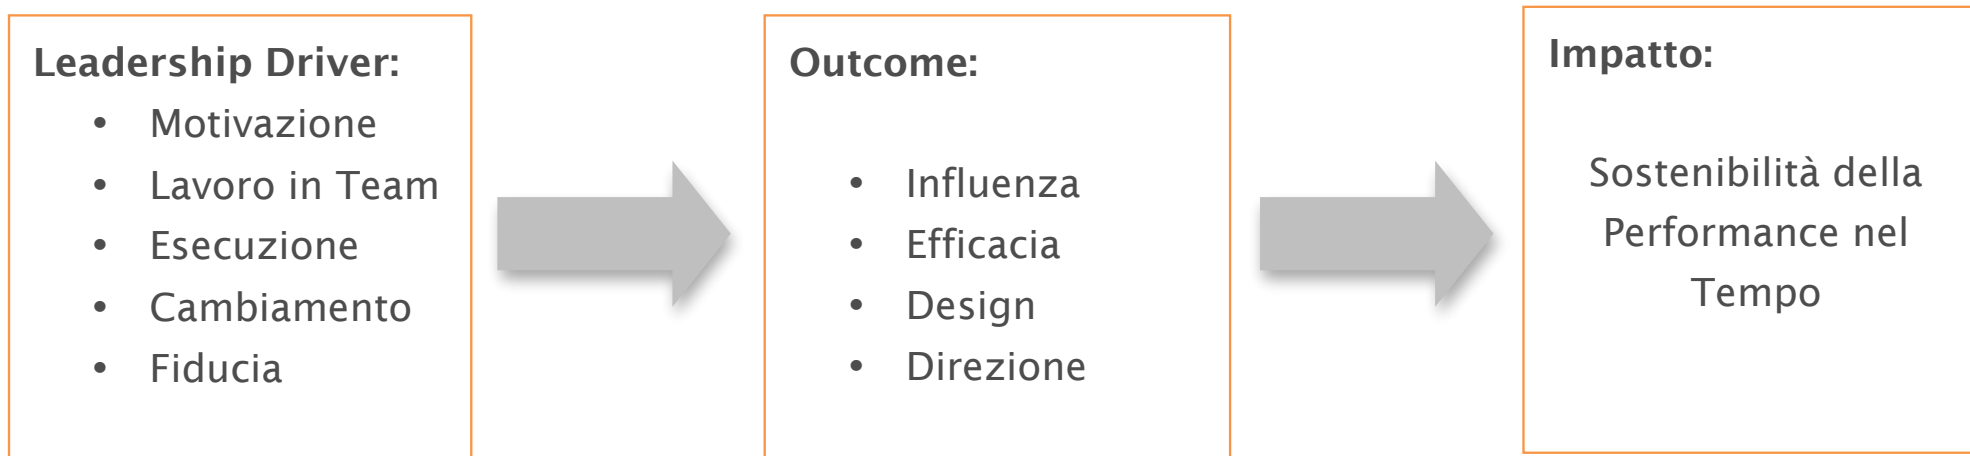 Leadership Driver:
• Motivazione
• Lavoro in Team
• Esecuzione
• Cambiamento
• Fiducia
Outcome:
• Influenza
• Efficacia
• Design
• Direzione
Impatto:
Sostenibilità della
Performance nel
Tempo